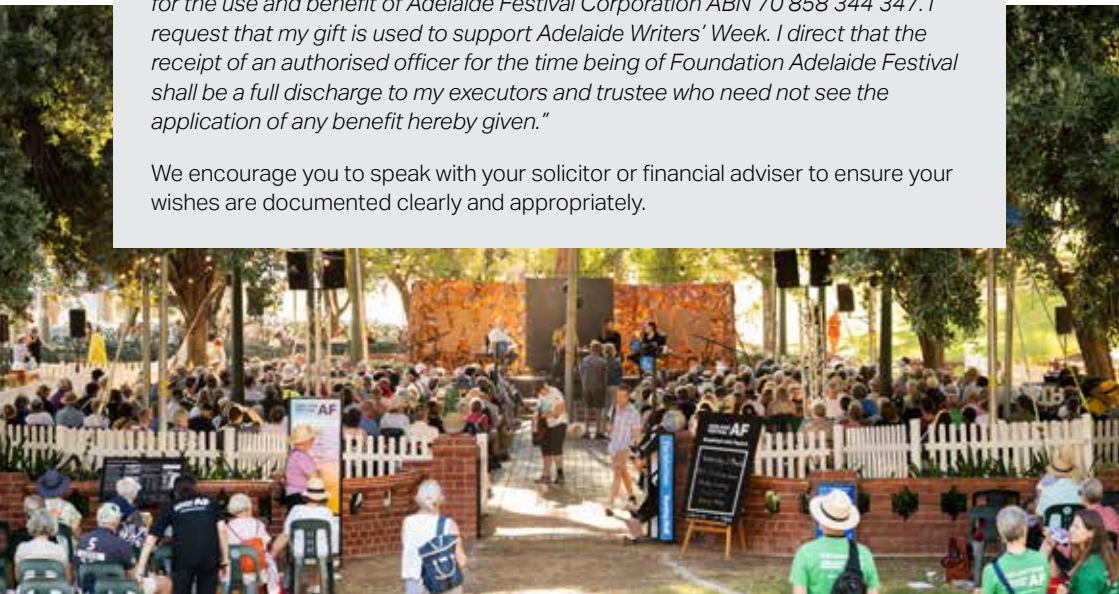 for the use and benefit of Adelaide Festival Corporation ABN 70 858 344 347. I
request that my gift is used to support Adelaide Writers’ Week. I direct that the
receipt of an authorised officer for the time being of Foundation Adelaide Festival
shall be a full discharge to my executors and trustee who need not see the
application of any benefit hereby given.”
We encourage you to speak with your solicitor or financial adviser to ensure your
wishes are documented clearly and appropriately.
AF
AF
AF